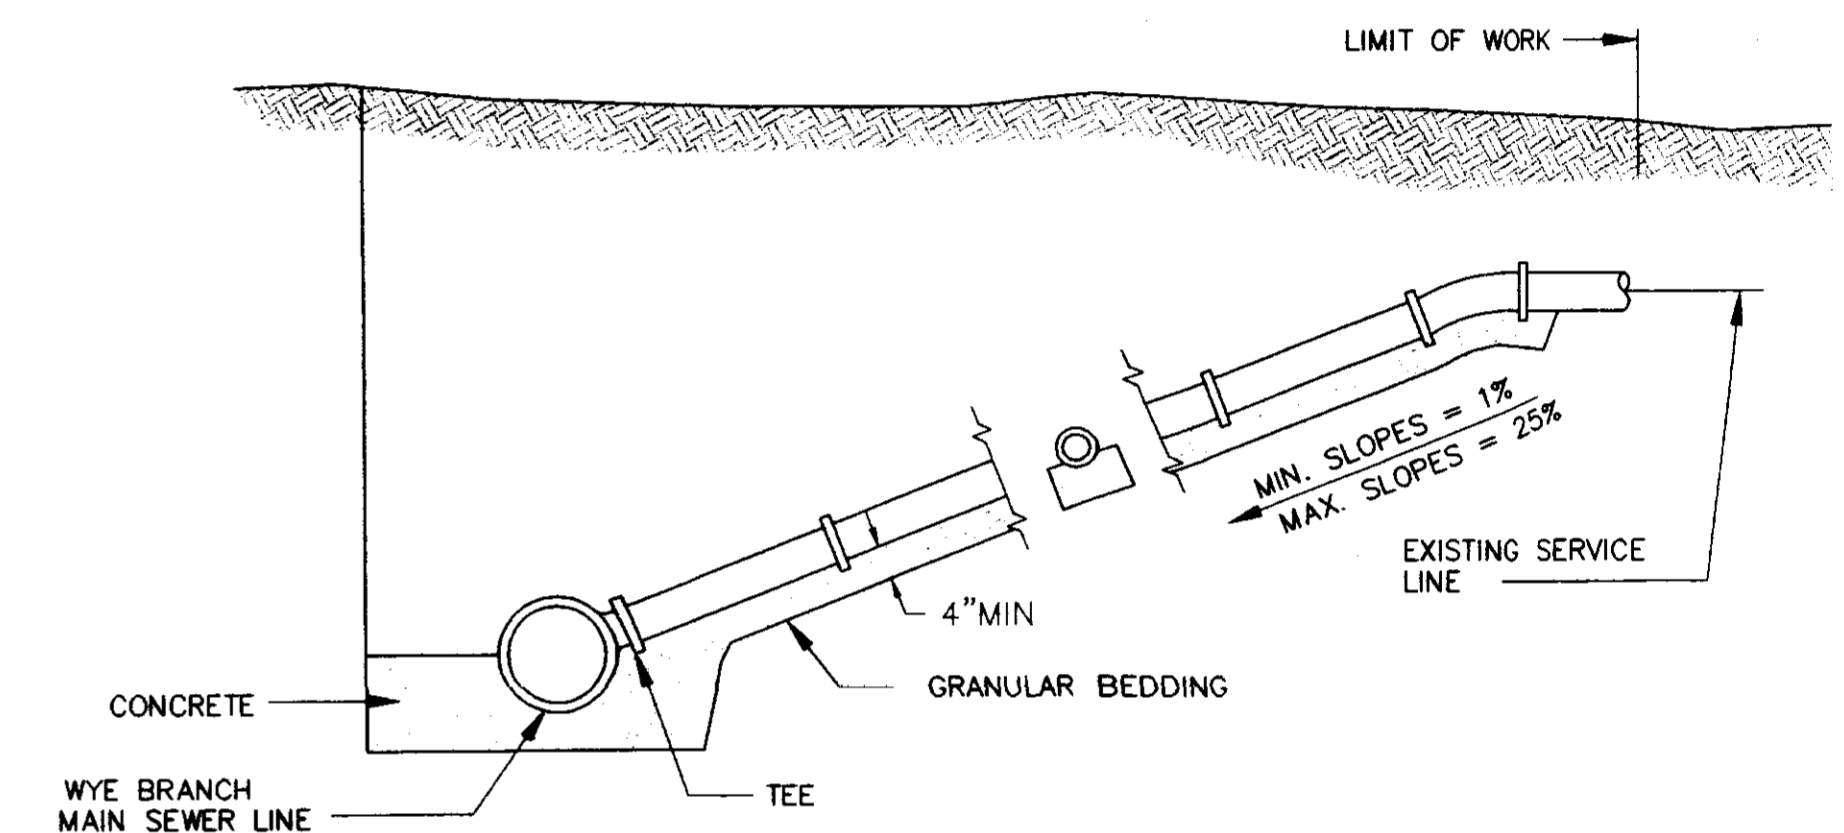 LIMIT OF WORK
MIN. SLOPES = 1%
MAX. SLOPES = 25%
EXISTING SERVICE
LINE
4"MIN
GRANULAR BEDDING
CONCRETE
TEE
WYE BRANCH
MAIN SEWER LINE